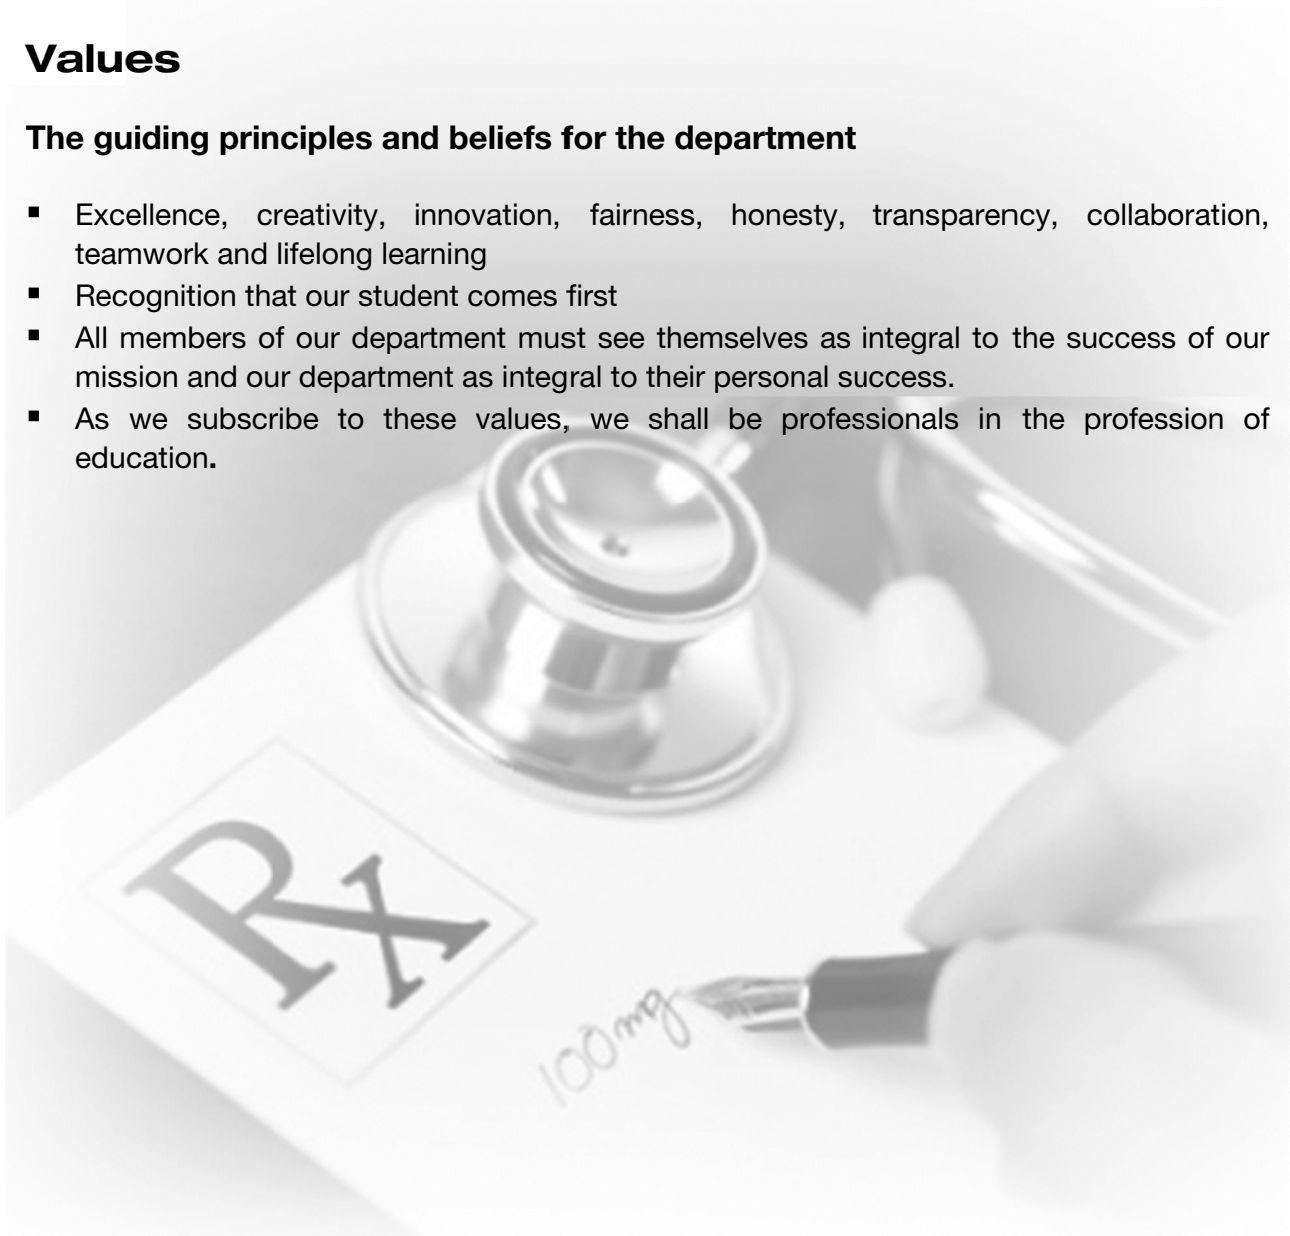 Values
The guiding principles and beliefs for the department
▪ Excellence, creativity, innovation, fairness, honesty, transparency, collaboration,
teamwork and lifelong learning
▪ Recognition that our student comes first
▪ All members of our department must see themselves as integral to the success of our
mission and our department as integral to their personal success.
▪ As we subscribe to these values, we shall be professionals in the profession of
education.
Rx
100mg